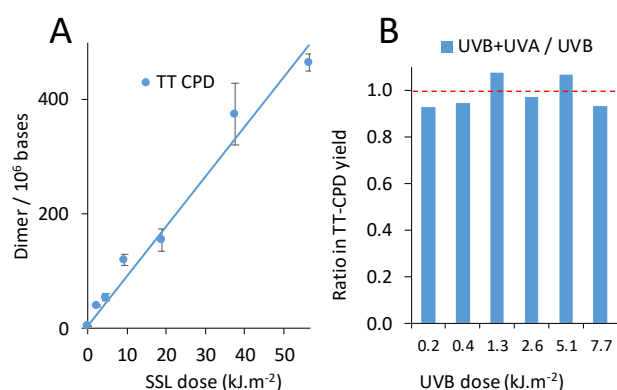 A
TT CPD
Dimer / 10⁶ bases
400
200
0
0 10 20 30 40 50
SSL dose (kJ.m⁻²)
B
UVB+UVA / UVB
Ratio in TT-CPD yield
1.0
0.8
0.6
0.4
0.2
0.0
0.2 0.4 1.3 2.6 5.1 7.7
UVB dose (kJ.m⁻²)